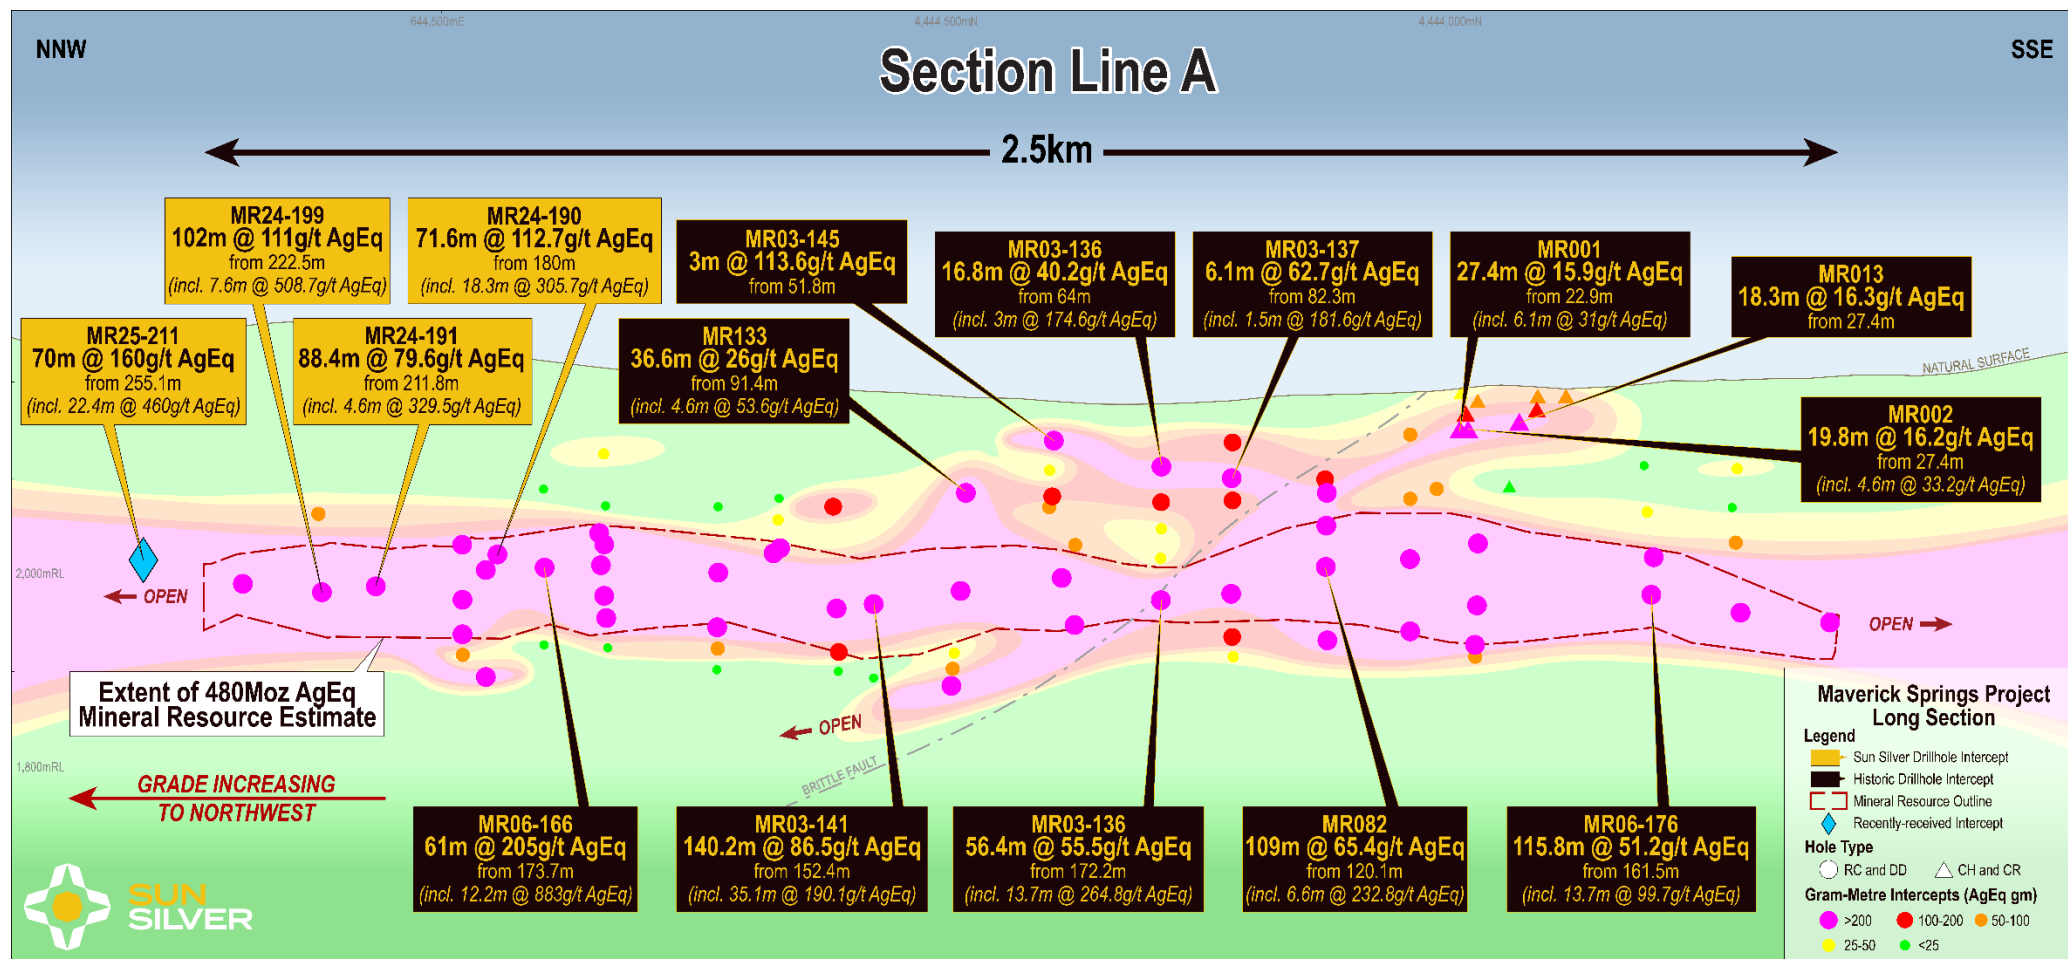 644,500mE
4,444,500mN
4,444,000mN
NNW
SSE
Section Line A
2.5km
MR24-199
102m @ 111g/t AgEq
from 222.5m
(incl. 7.6m @ 508.7g/t AgEq)
MR24-190
71.6m @ 112.7g/t AgEq
from 180m
(incl. 18.3m @ 305.7g/t AgEq)
MR03-145
3m @ 113.6g/t AgEq
from 51.8m
MR03-136
16.8m @ 40.2g/t AgEq
from 64m
(incl. 3m @ 174.6g/t AgEq)
MR03-137
6.1m @ 62.7g/t AgEq
from 82.3m
(incl. 1.5m @ 181.6g/t AgEq)
MR001
27.4m @ 15.9g/t AgEq
from 22.9m
(incl. 6.1m @ 31g/t AgEq)
MR013
18.3m @ 16.3g/t AgEq
from 27.4m
MR25-211
70m @ 160g/t AgEq
from 255.1m
(incl. 22.4m @ 460g/t AgEq)
MR24-191
88.4m @ 79.6g/t AgEq
from 211.8m
(incl. 4.6m @ 329.5g/t AgEq)
MR133
36.6m @ 26g/t AgEq
from 91.4m
(incl. 4.6m @ 53.6g/t AgEq)
NATURAL SURFACE
MR002
19.8m @ 16.2g/t AgEq
from 27.4m
(incl. 4.6m @ 33.2g/t AgEq)
2,000mRL
OPEN
OPEN
Extent of 480Moz AgEq
Mineral Resource Estimate
OPEN
1,800mRL
BRITTLE FAULT
GRADE INCREASING
TO NORTHWEST
MR06-166
61m @ 205g/t AgEq
from 173.7m
(incl. 12.2m @ 883g/t AgEq)
MR03-141
140.2m @ 86.5g/t AgEq
from 152.4m
(incl. 35.1m @ 190.1g/t AgEq)
MR03-136
56.4m @ 55.5g/t AgEq
from 172.2m
(incl. 13.7m @ 264.8g/t AgEq)
MR082
109m @ 65.4g/t AgEq
from 120.1m
(incl. 6.6m @ 232.8g/t AgEq)
MR06-176
115.8m @ 51.2g/t AgEq
from 161.5m
(incl. 13.7m @ 99.7g/t AgEq)
Maverick Springs Project
Long Section
Legend
Sun Silver Drillhole Intercept
Historic Drillhole Intercept
Mineral Resource Outline
Recently-received Intercept
Hole Type
RC and DD
CH and CR
Gram-Metre Intercepts (AgEq gm)
>200
100-200
50-100
25-50
<25
SUN
SILVER